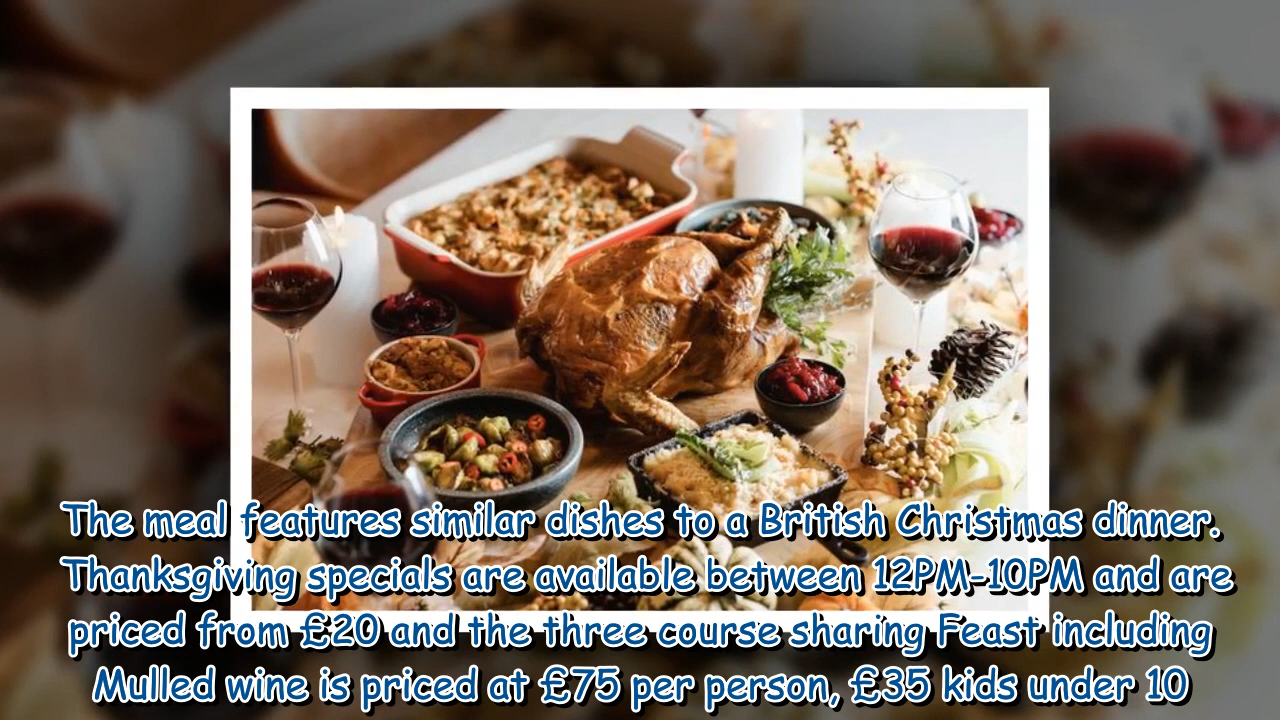 The meal features similar dishes to a British Christmas dinner.
Thanksgiving specials are available between 12PM-10PM and are
priced from £20 and the three course sharing Feast including
Mulled wine is priced at £75 per person, £35 kids under 10